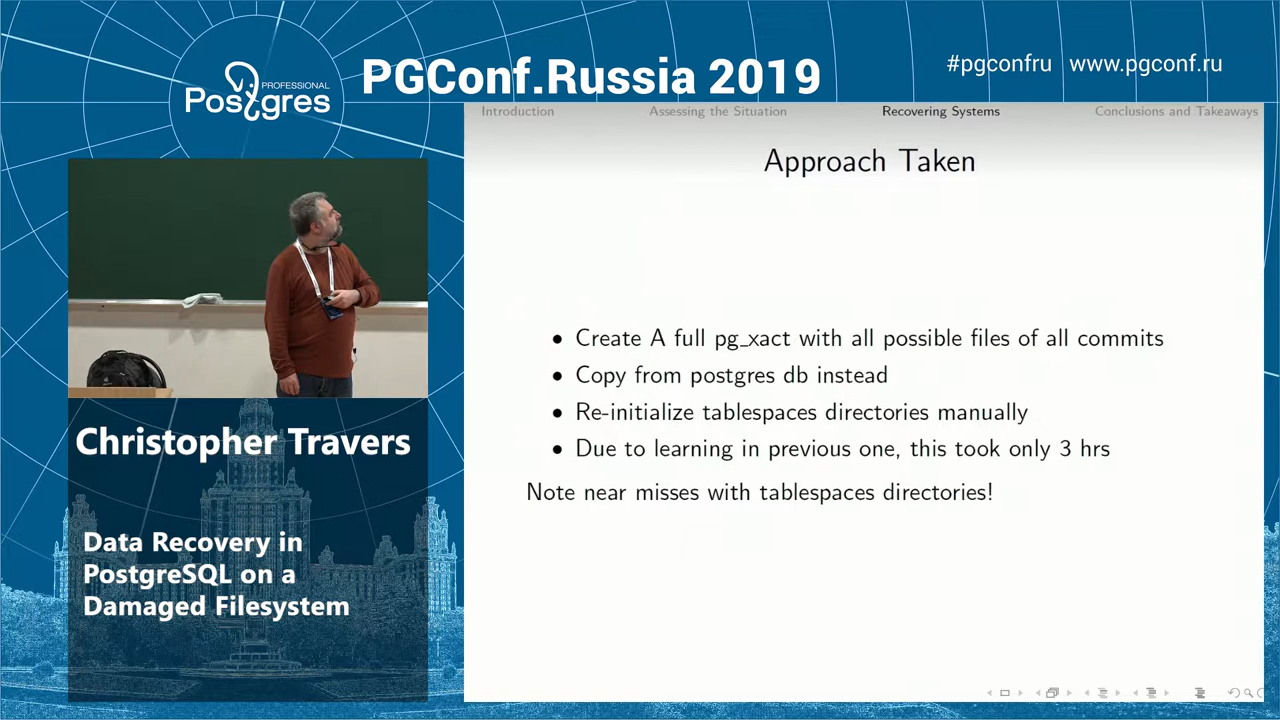 PROFESSIONAL
Postgres
PGConf.Russia 2019
#pgconfru www.pgconf.ru
Introduction Assessing the Situation Recovering Systems Conclusions and Takeaways
Approach Taken
• Create A full pg_xact with all possible files of all commits
• Copy from postgres db instead
• Re-initialize tablespaces directories manually
• Due to learning in previous one, this took only 3 hrs
Note near misses with tablespaces directories!
Christopher Travers
Data Recovery in
PostgreSQL on a
Damaged Filesystem